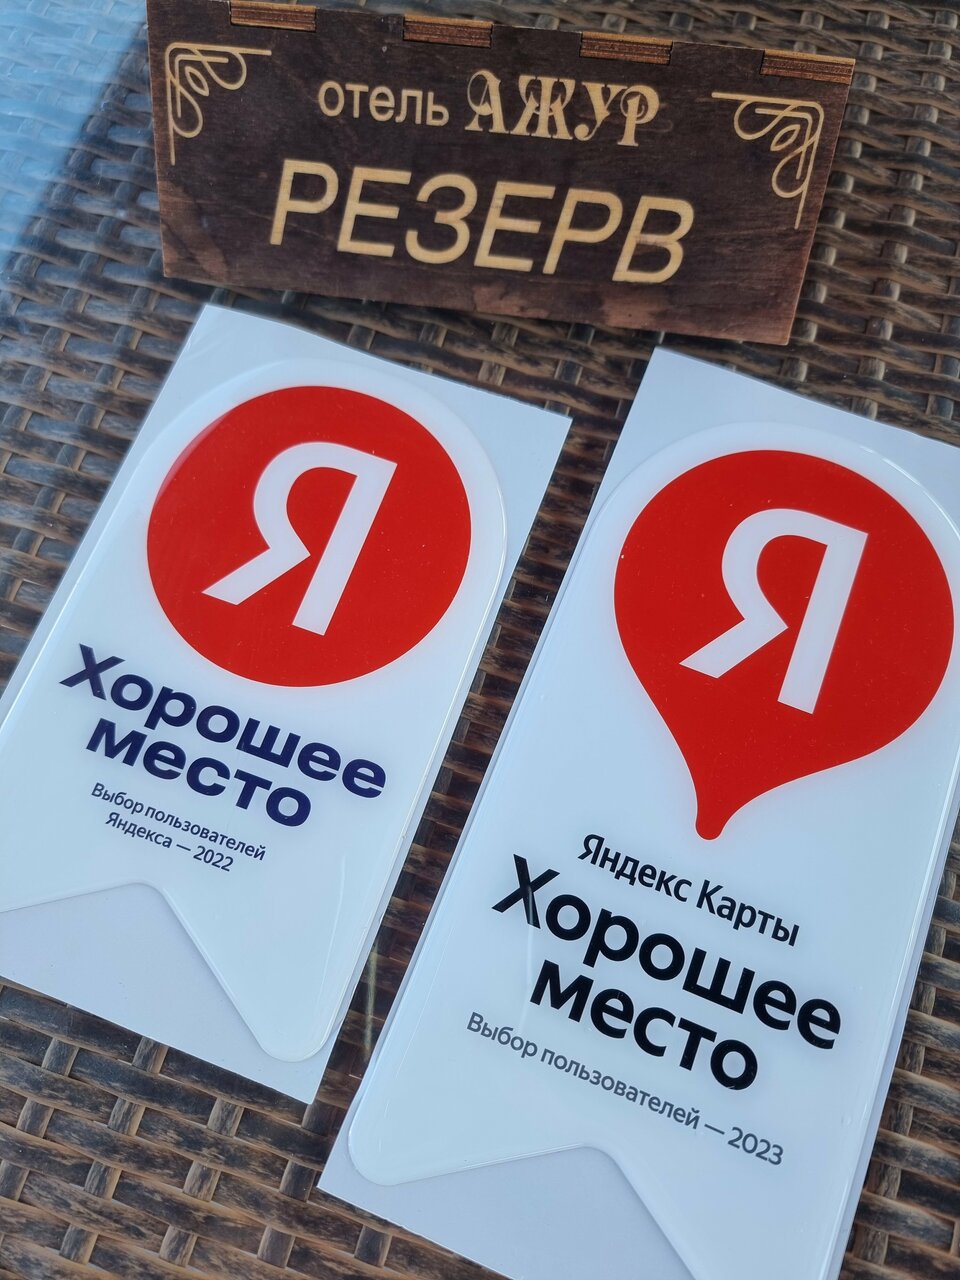 отель АЖУР
РЕЗЕРВ
Я
Хорошее
место
Выбор пользователей
Яндекса — 2022
Я
Яндекс Карты
Хорошее
место
Выбор пользователей — 2023